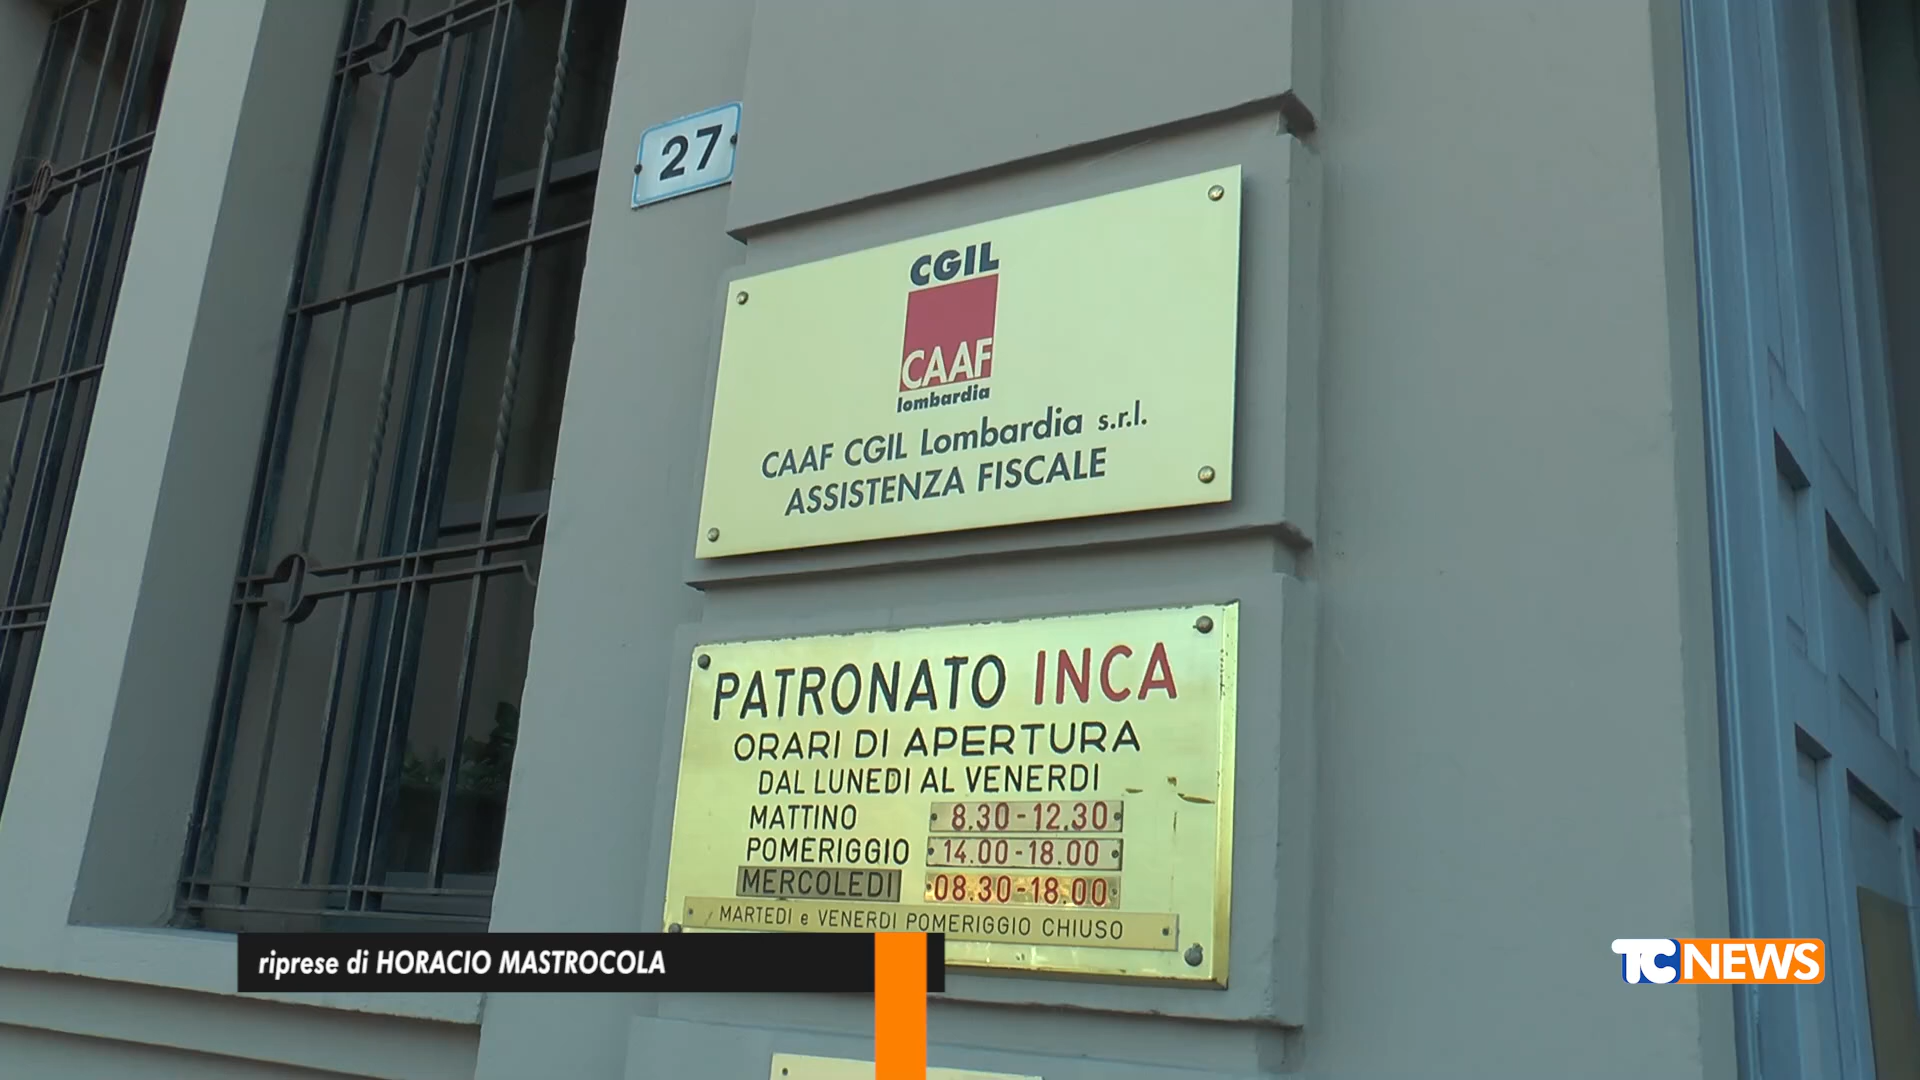 27
CGIL
CAAF
lombardia
CAAF CGIL Lombardia s.r.l.
ASSISTENZA FISCALE
PATRONATO INCA
ORARI DI APERTURA
DAL LUNEDI AL VENERDI
MATTINO 8.30-12.30
POMERIGGIO 14.00-18.00
MERCOLEDI 08.30-18.00
MARTEDI e VENERDI POMERIGGIO CHIUSO
riprese di HORACIO MASTROCOLA
TC NEWS